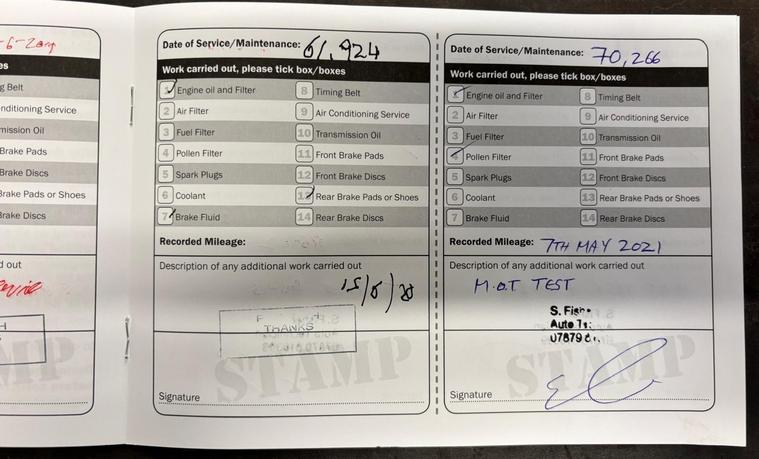 g Belt
nditioning Service
mission Oil
Brake Pads
Brake Discs
Brake Pads or Shoes
Brake Discs
d out
Date of Service/Maintenance: 61,924
Work carried out, please tick box/boxes
1 Engine oil and Filter 8 Timing Belt
2 Air Filter 9 Air Conditioning Service
3 Fuel Filter 10 Transmission Oil
4 Pollen Filter 11 Front Brake Pads
5 Spark Plugs 12 Front Brake Discs
6 Coolant 13 Rear Brake Pads or Shoes
7 Brake Fluid 14 Rear Brake Discs
Recorded Mileage:
Description of any additional work carried out
THANKS
STAMP
Signature
Date of Service/Maintenance: 70,266
Work carried out, please tick box/boxes
1 Engine oil and Filter 8 Timing Belt
2 Air Filter 9 Air Conditioning Service
3 Fuel Filter 10 Transmission Oil
4 Pollen Filter 11 Front Brake Pads
5 Spark Plugs 12 Front Brake Discs
6 Coolant 13 Rear Brake Pads or Shoes
7 Brake Fluid 14 Rear Brake Discs
Recorded Mileage: 7TH MAY 2021
Description of any additional work carried out
M.O.T TEST
S. Fish
Auto
07879
STAMP
Signature